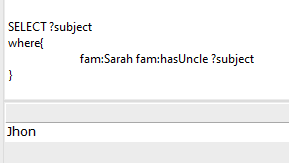 SELECT ?subject
where{
fam:Sarah fam:hasUncle ?subject
}
Jhon